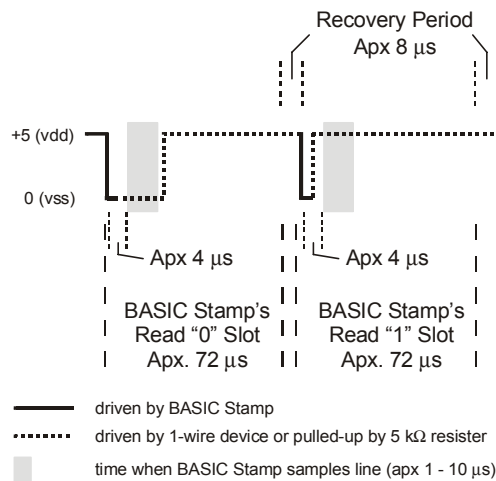 Recovery Period
Apx 8 μs
+5 (vdd)
0 (vss)
Apx 4 μs
Apx 4 μs
BASIC Stamp's
Read "0" Slot
Apx. 72 μs
BASIC Stamp's
Read "1" Slot
Apx. 72 μs
driven by BASIC Stamp
driven by 1-wire device or pulled-up by 5 kΩ resister
time when BASIC Stamp samples line (apx 1 - 10 μs)